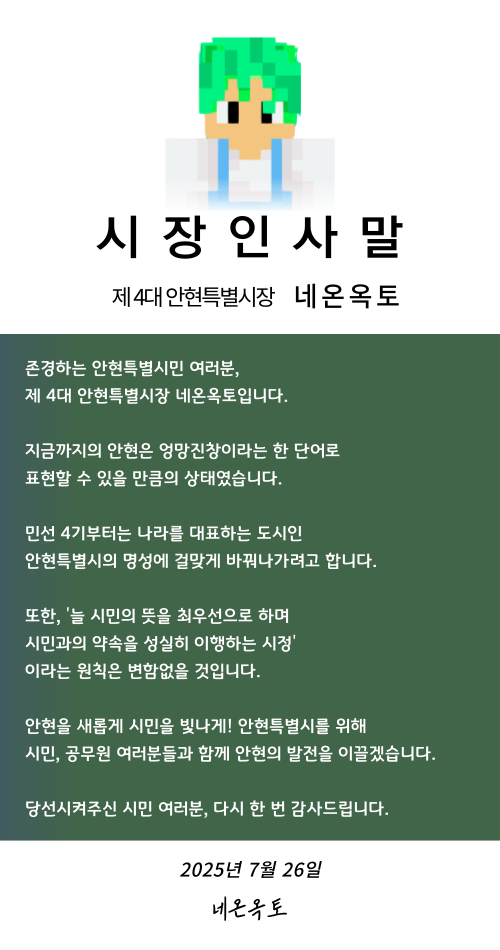 시장인사말
제 4대 안현특별시장 네온옥토
존경하는 안현특별시민 여러분,
제 4대 안현특별시장 네온옥토입니다.
지금까지의 안현은 엉망진창이라는 한 단어로
표현할 수 있을 만큼의 상태였습니다.
민선 4기부터는 나라를 대표하는 도시인
안현특별시의 명성에 걸맞게 바꿔나가려고 합니다.
또한, '늘 시민의 뜻을 최우선으로 하며
시민과의 약속을 성실히 이행하는 시정'
이라는 원칙은 변함없을 것입니다.
안현을 새롭게 시민을 빛나게! 안현특별시를 위해
시민, 공무원 여러분들과 함께 안현의 발전을 이끌겠습니다.
당선시켜주신 시민 여러분, 다시 한 번 감사드립니다.
2025년 7월 26일
네온옥토